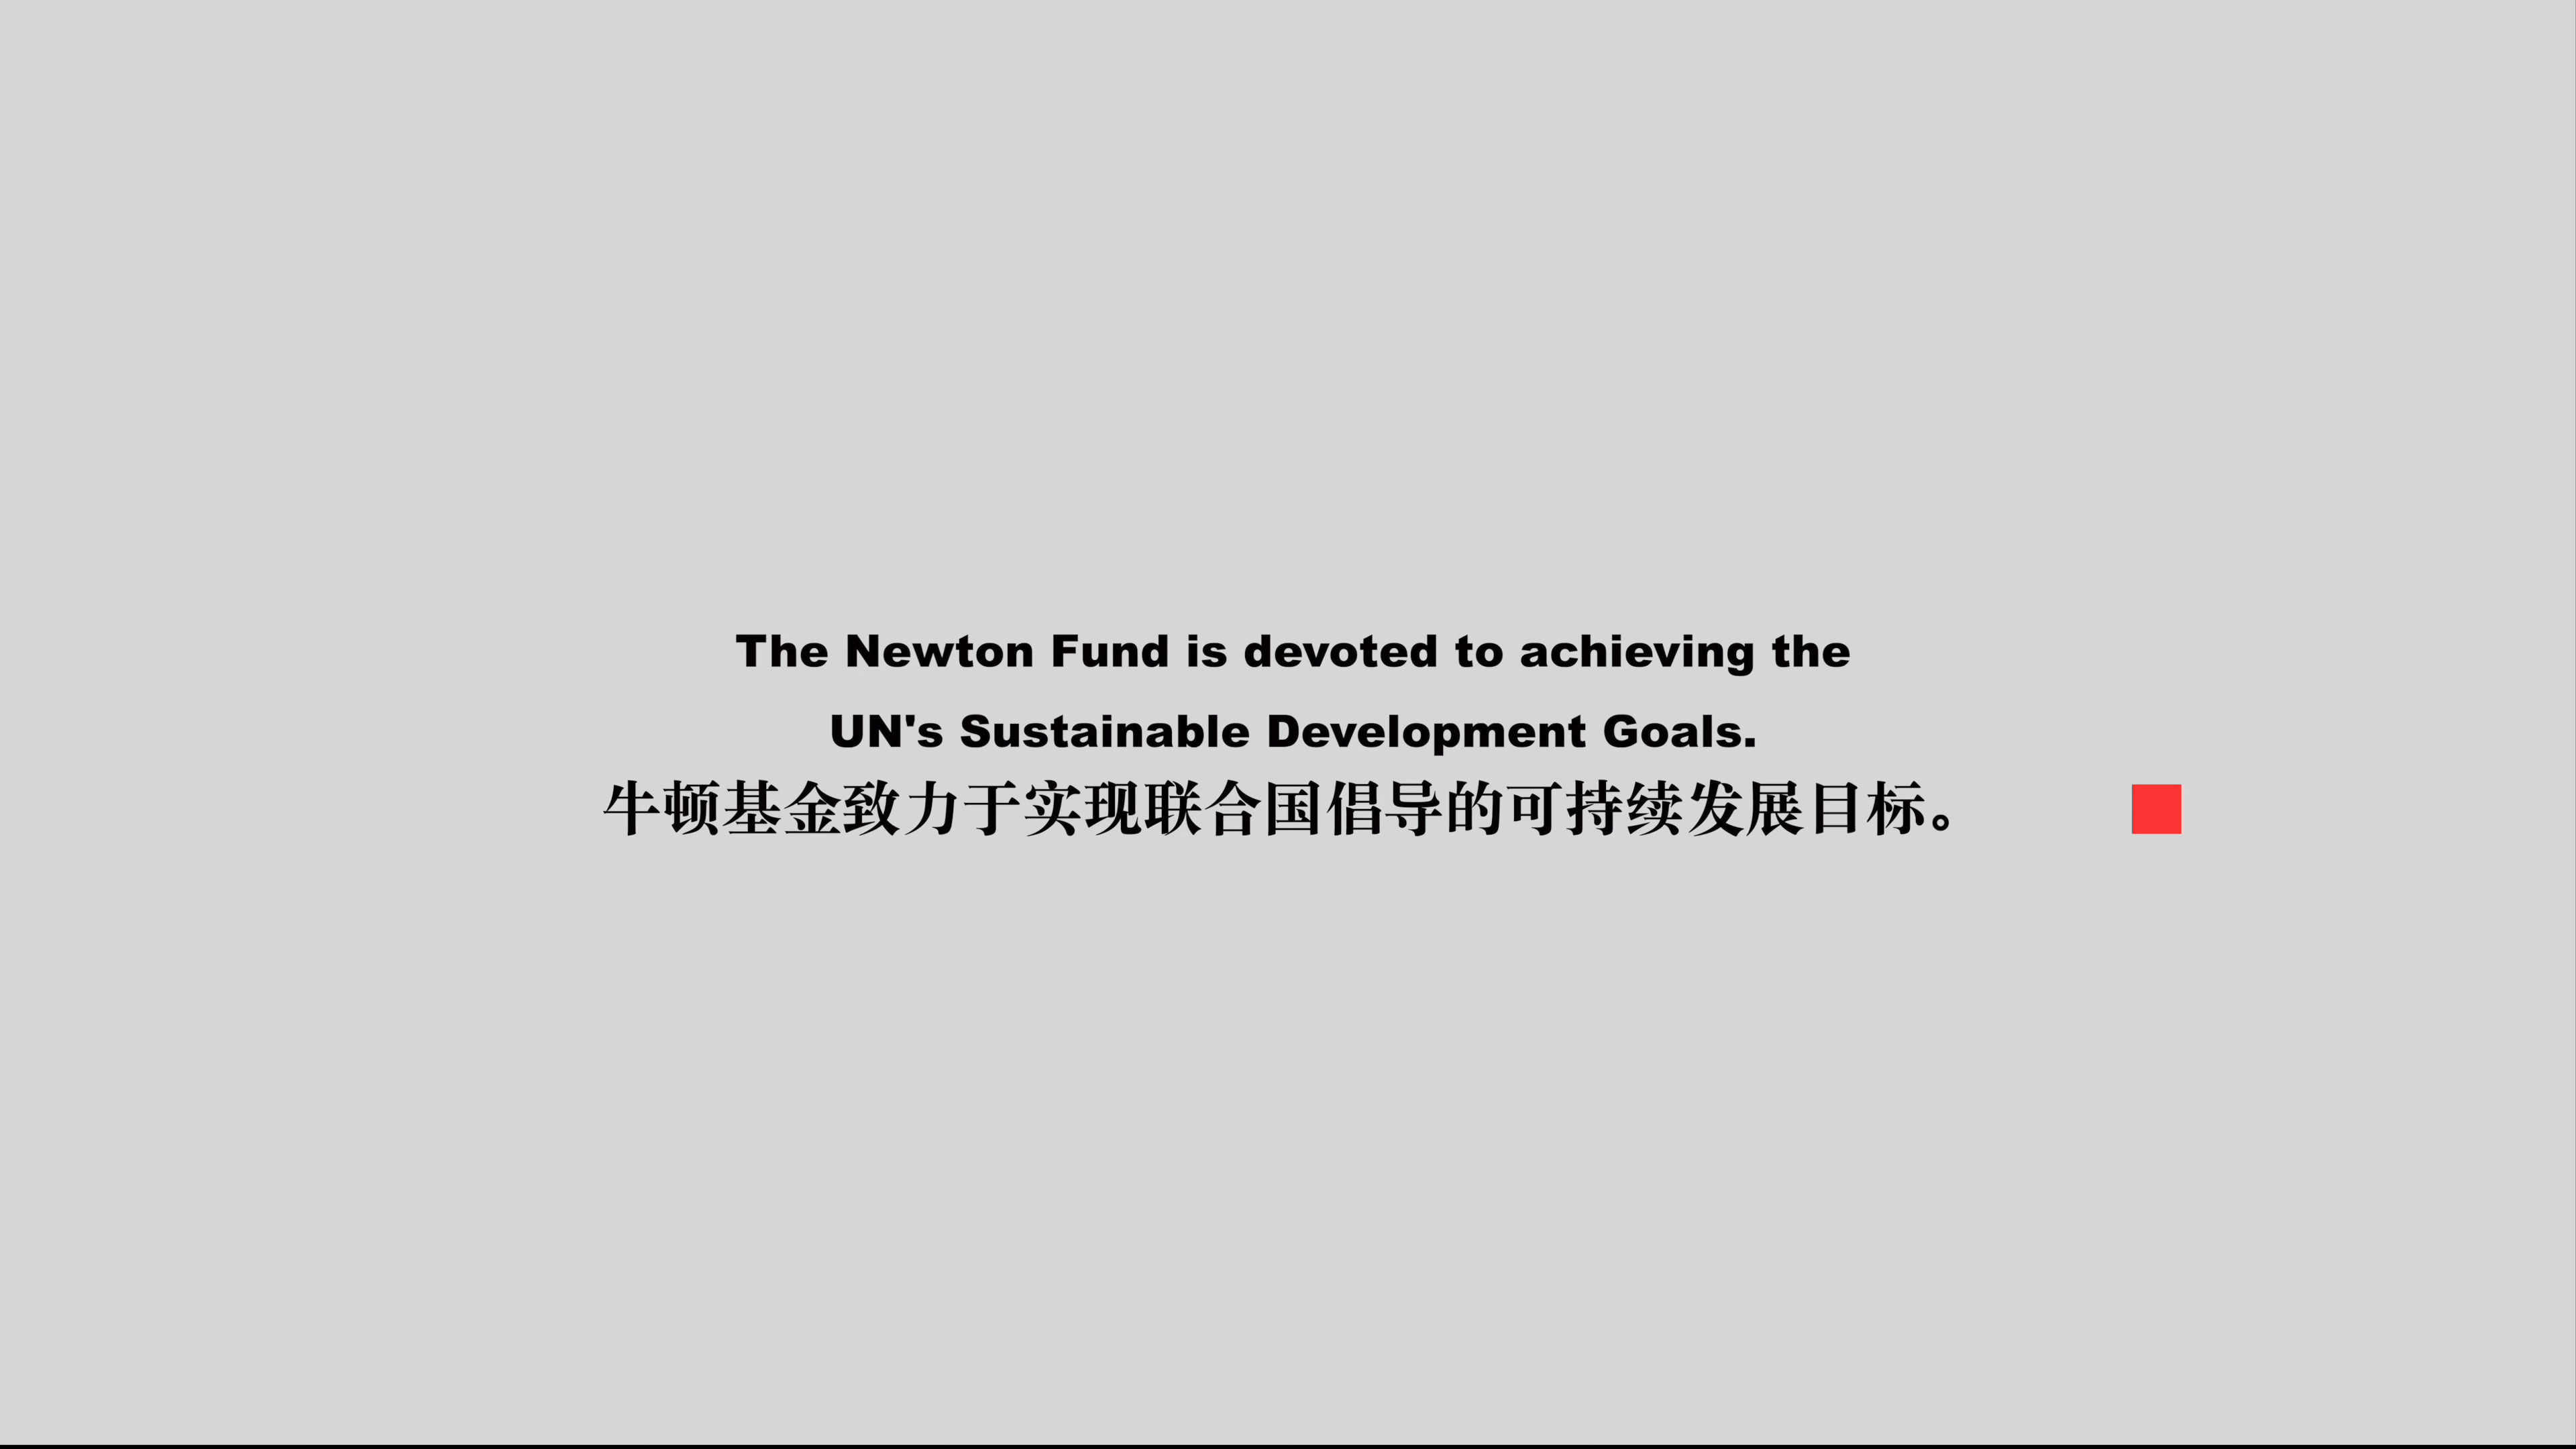 The Newton Fund is devoted to achieving the
UN's Sustainable Development Goals.
牛顿基金致力于实现联合国倡导的可持续发展目标。